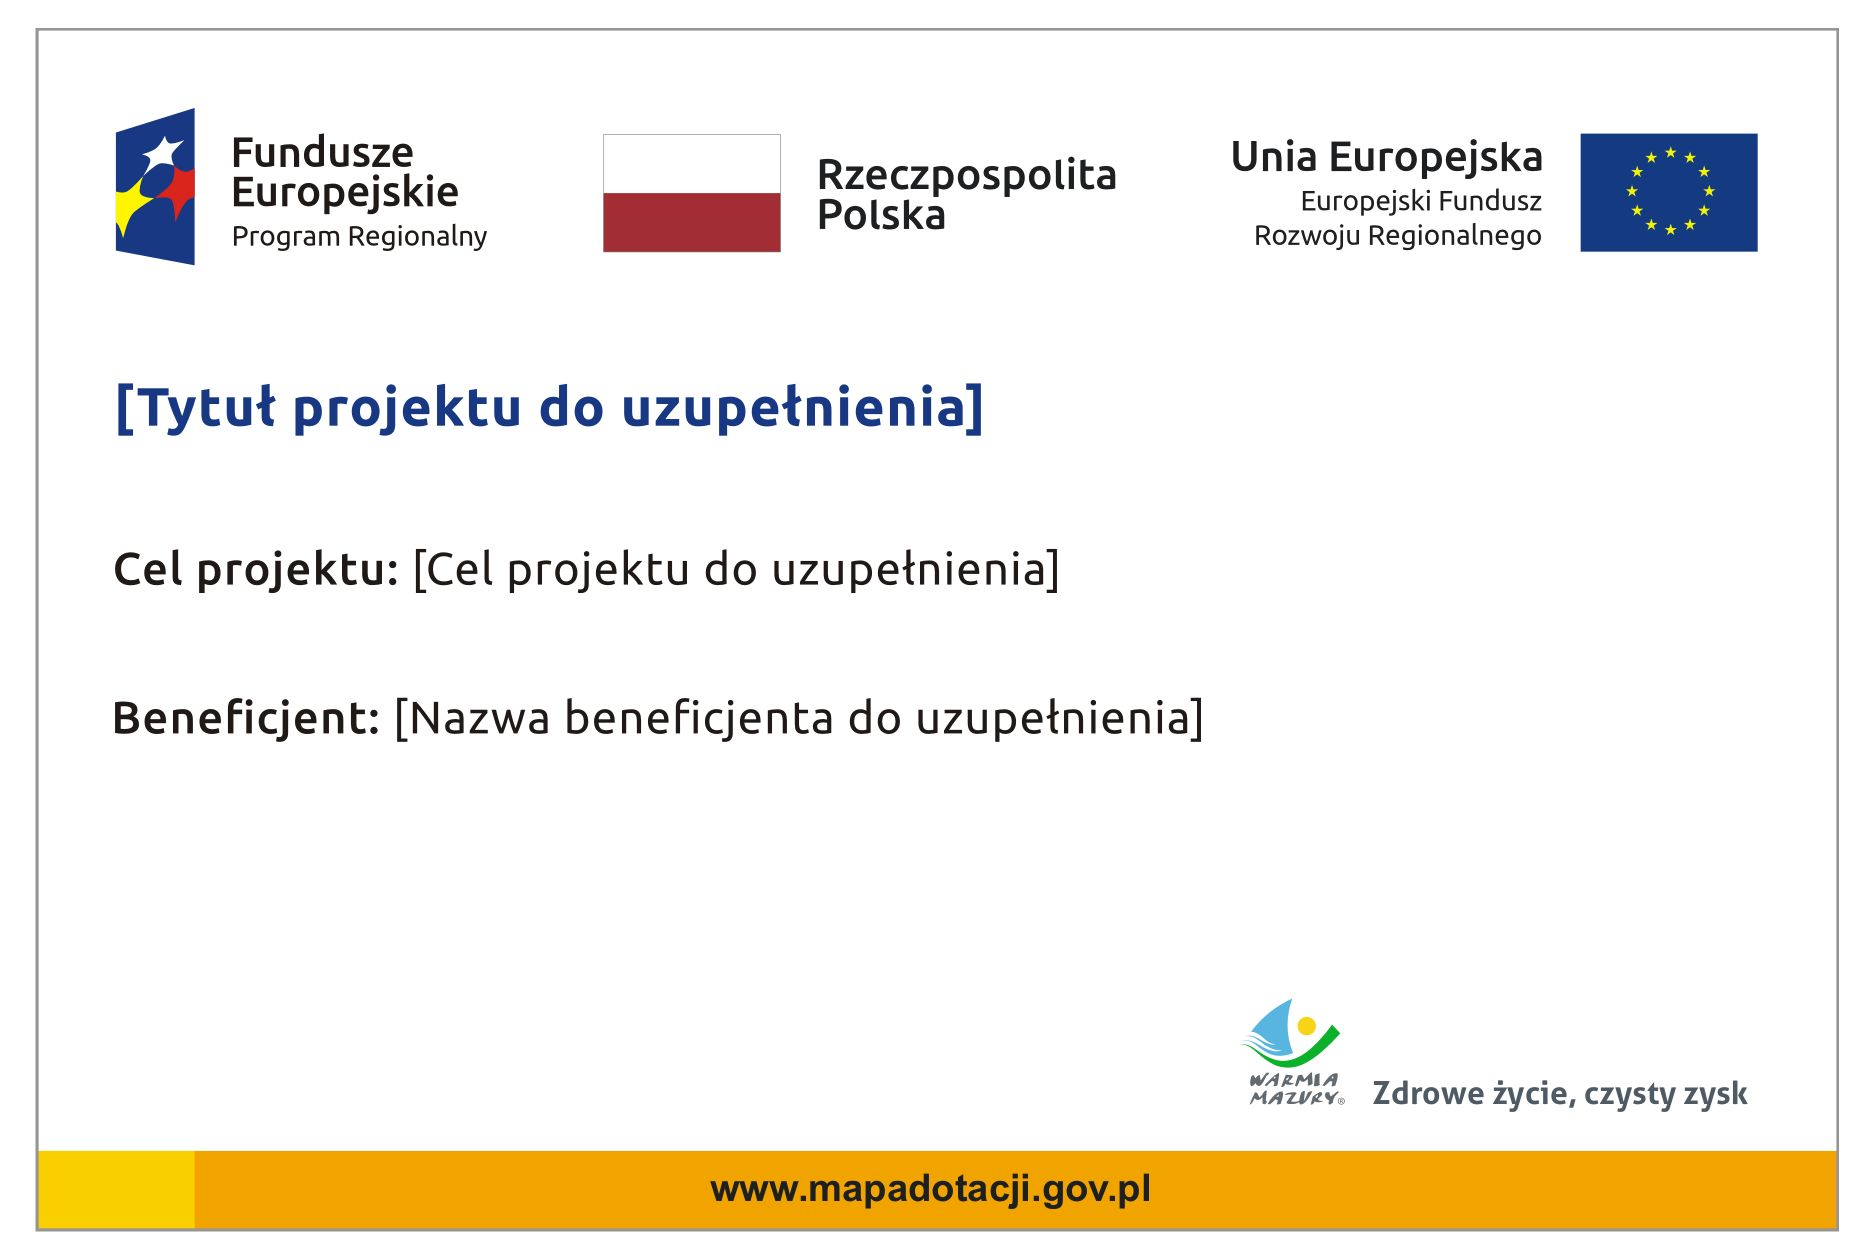 Fundusze
Europejskie
Program Regionalny
Rzeczpospolita
Polska
Unia Europejska
Europejski Fundusz
Rozwoju Regionalnego
[Tytuł projektu do uzupełnienia]
Cel projektu: [Cel projektu do uzupełnienia]
Beneficjent: [Nazwa beneficjenta do uzupełnienia]
WARMIA
MAZURY®
Zdrowe życie, czysty zysk
www.mapadotacji.gov.pl